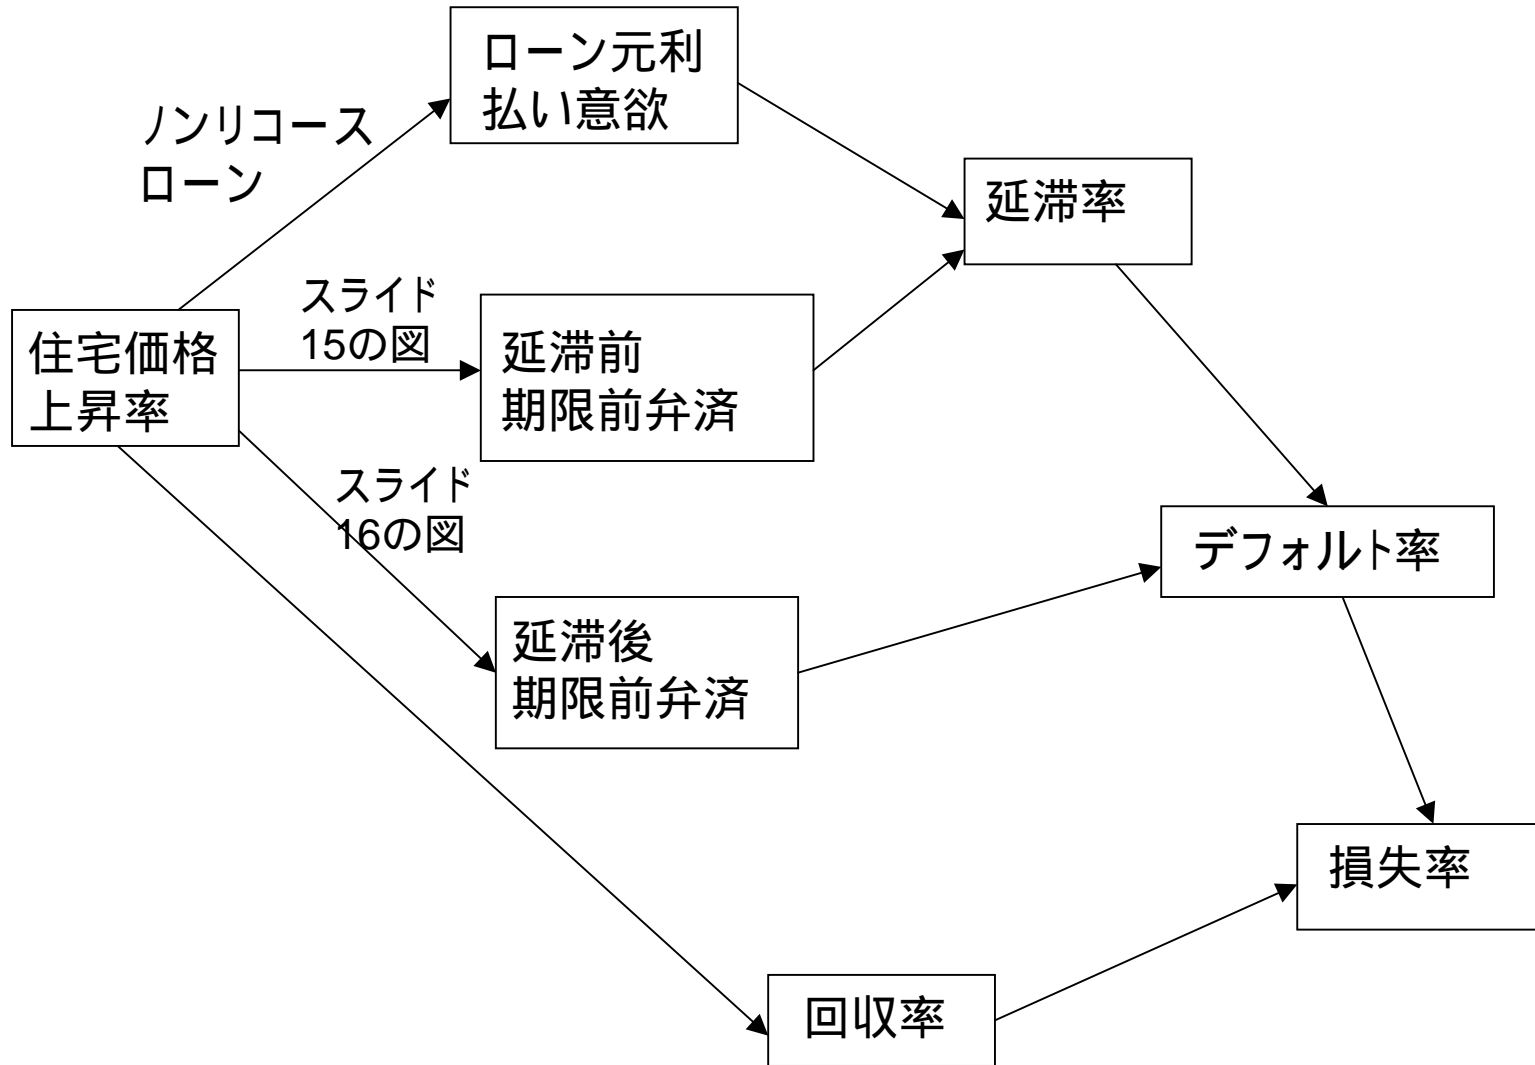 ローン元利
払い意欲
ノンリコース
ローン
延滞率
スライド
15の図
住宅価格
上昇率
延滞前
期限前弁済
スライド
16の図
デフォルト率
延滞後
期限前弁済
損失率
回収率